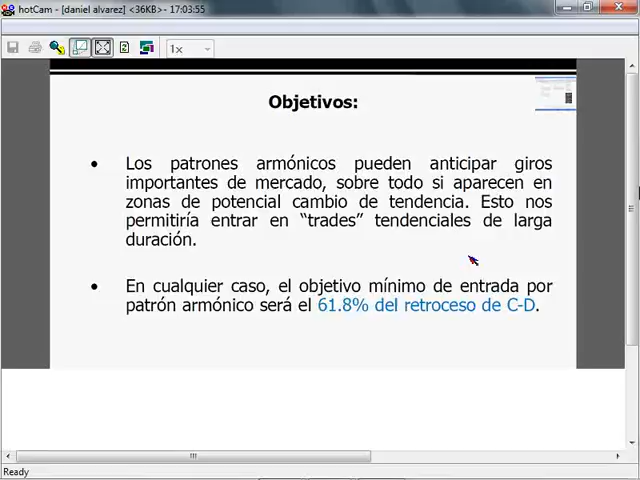 hotCam - [daniel alvarez] <36KB> - 17:03:55
2
1x
Objetivos:
• Los patrones armónicos pueden anticipar giros
importantes de mercado, sobre todo si aparecen en
zonas de potencial cambio de tendencia. Esto nos
permitiría entrar en “trades” tendenciales de larga
duración.
• En cualquier caso, el objetivo mínimo de entrada por
patrón armónico será el 61.8% del retroceso de C-D.
Ready